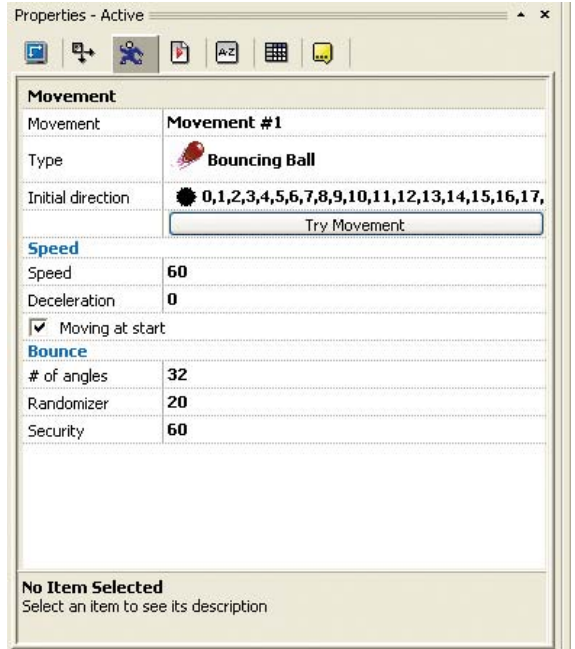 Properties - Active
A-Z
Movement
Movement Movement #1
Type Bouncing Ball
Initial direction 0,1,2,3,4,5,6,7,8,9,10,11,12,13,14,15,16,17,
Try Movement
Speed
Speed 60
Deceleration 0
Moving at start
Bounce
# of angles 32
Randomizer 20
Security 60
No Item Selected
Select an item to see its description